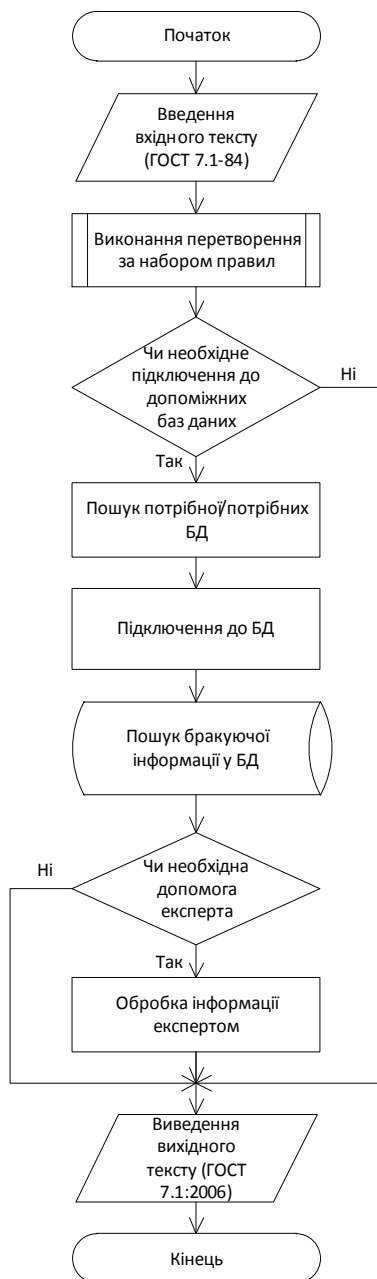 Початок
Введення
вхідного тексту
(ГОСТ 7.1-84)
Виконання перетворення
за набором правил
Чи необхідне
підключення до
допоміжних
баз даних
Ні
Так
Пошук потрібної/потрібних
БД
Підключення до БД
Пошук бракуючої
інформації у БД
Чи необхідна
допомога
експерта
Ні
Так
Обробка інформації
експертом
Виведення
вихідного
тексту (ГОСТ
7.1:2006)
Кінець